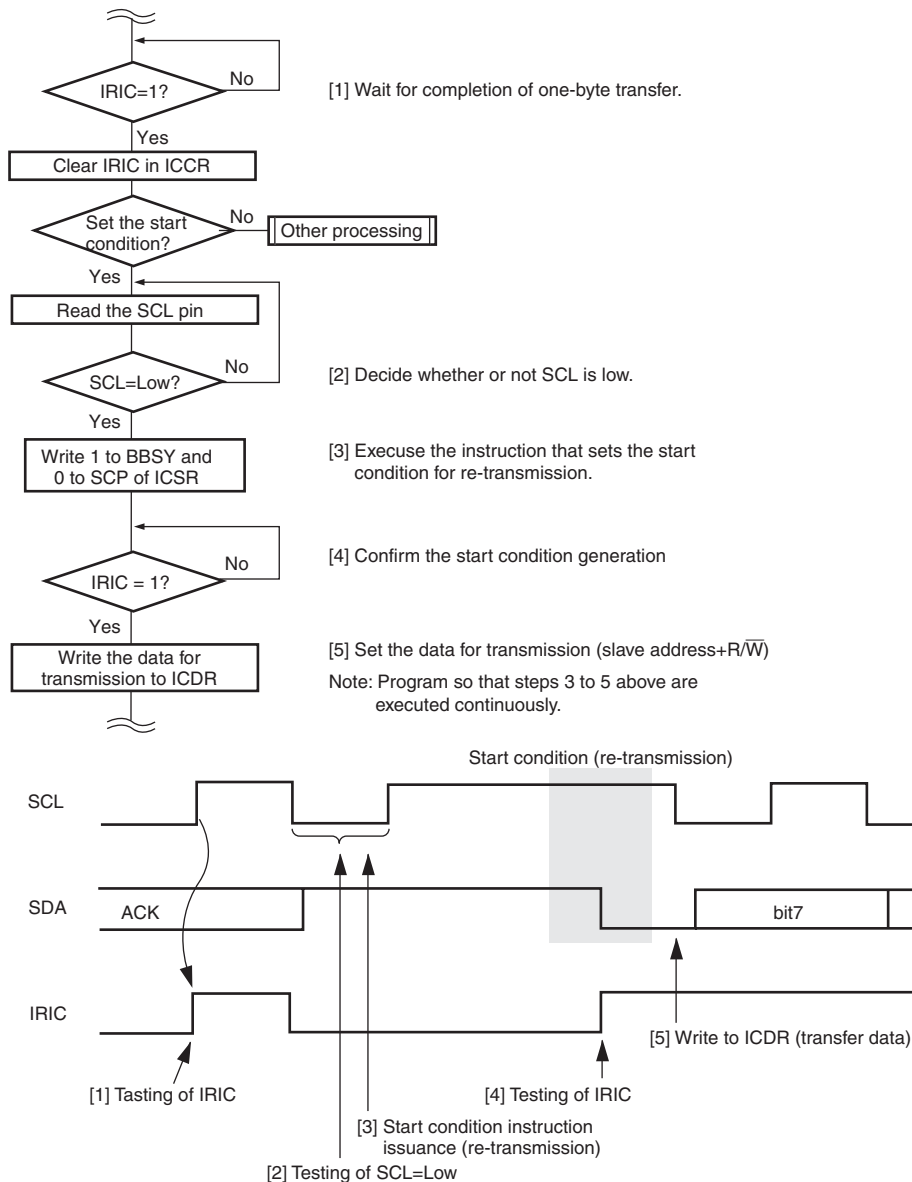 IRIC=1?
No
[1] Wait for completion of one-byte transfer.
Yes
Clear IRIC in ICCR
Set the start
condition?
No
Other processing
Yes
Read the SCL pin
SCL=Low?
No
[2] Decide whether or not SCL is low.
Yes
Write 1 to BBSY and
0 to SCP of ICSR
[3] Execuse the instruction that sets the start
condition for re-transmission.
IRIC = 1?
No
[4] Confirm the start condition generation
Yes
Write the data for
transmission to ICDR
[5] Set the data for transmission (slave address+R/W̅)
Note: Program so that steps 3 to 5 above are
executed continuously.
Start condition (re-transmission)
SCL
SDA
ACK
bit7
IRIC
[5] Write to ICDR (transfer data)
[1] Tasting of IRIC
[4] Testing of IRIC
[3] Start condition instruction
issuance (re-transmission)
[2] Testing of SCL=Low